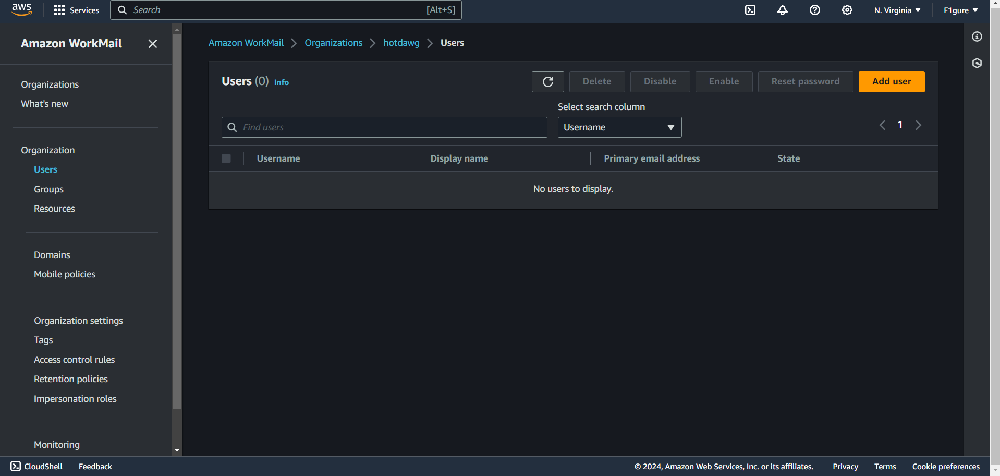 aws Services Search [Alt+S] N. Virginia F1gure
Amazon WorkMail
Organizations
What's new
Organization
Users
Groups
Resources
Domains
Mobile policies
Organization settings
Tags
Access control rules
Retention policies
Impersonation roles
Monitoring
Amazon WorkMail Organizations hotdawg Users
Users (0) Info Delete Disable Enable Reset password Add user
Select search column
Find users Username 1
Username Display name Primary email address State
No users to display.
CloudShell Feedback © 2024, Amazon Web Services, Inc. or its affiliates. Privacy Terms Cookie preferences